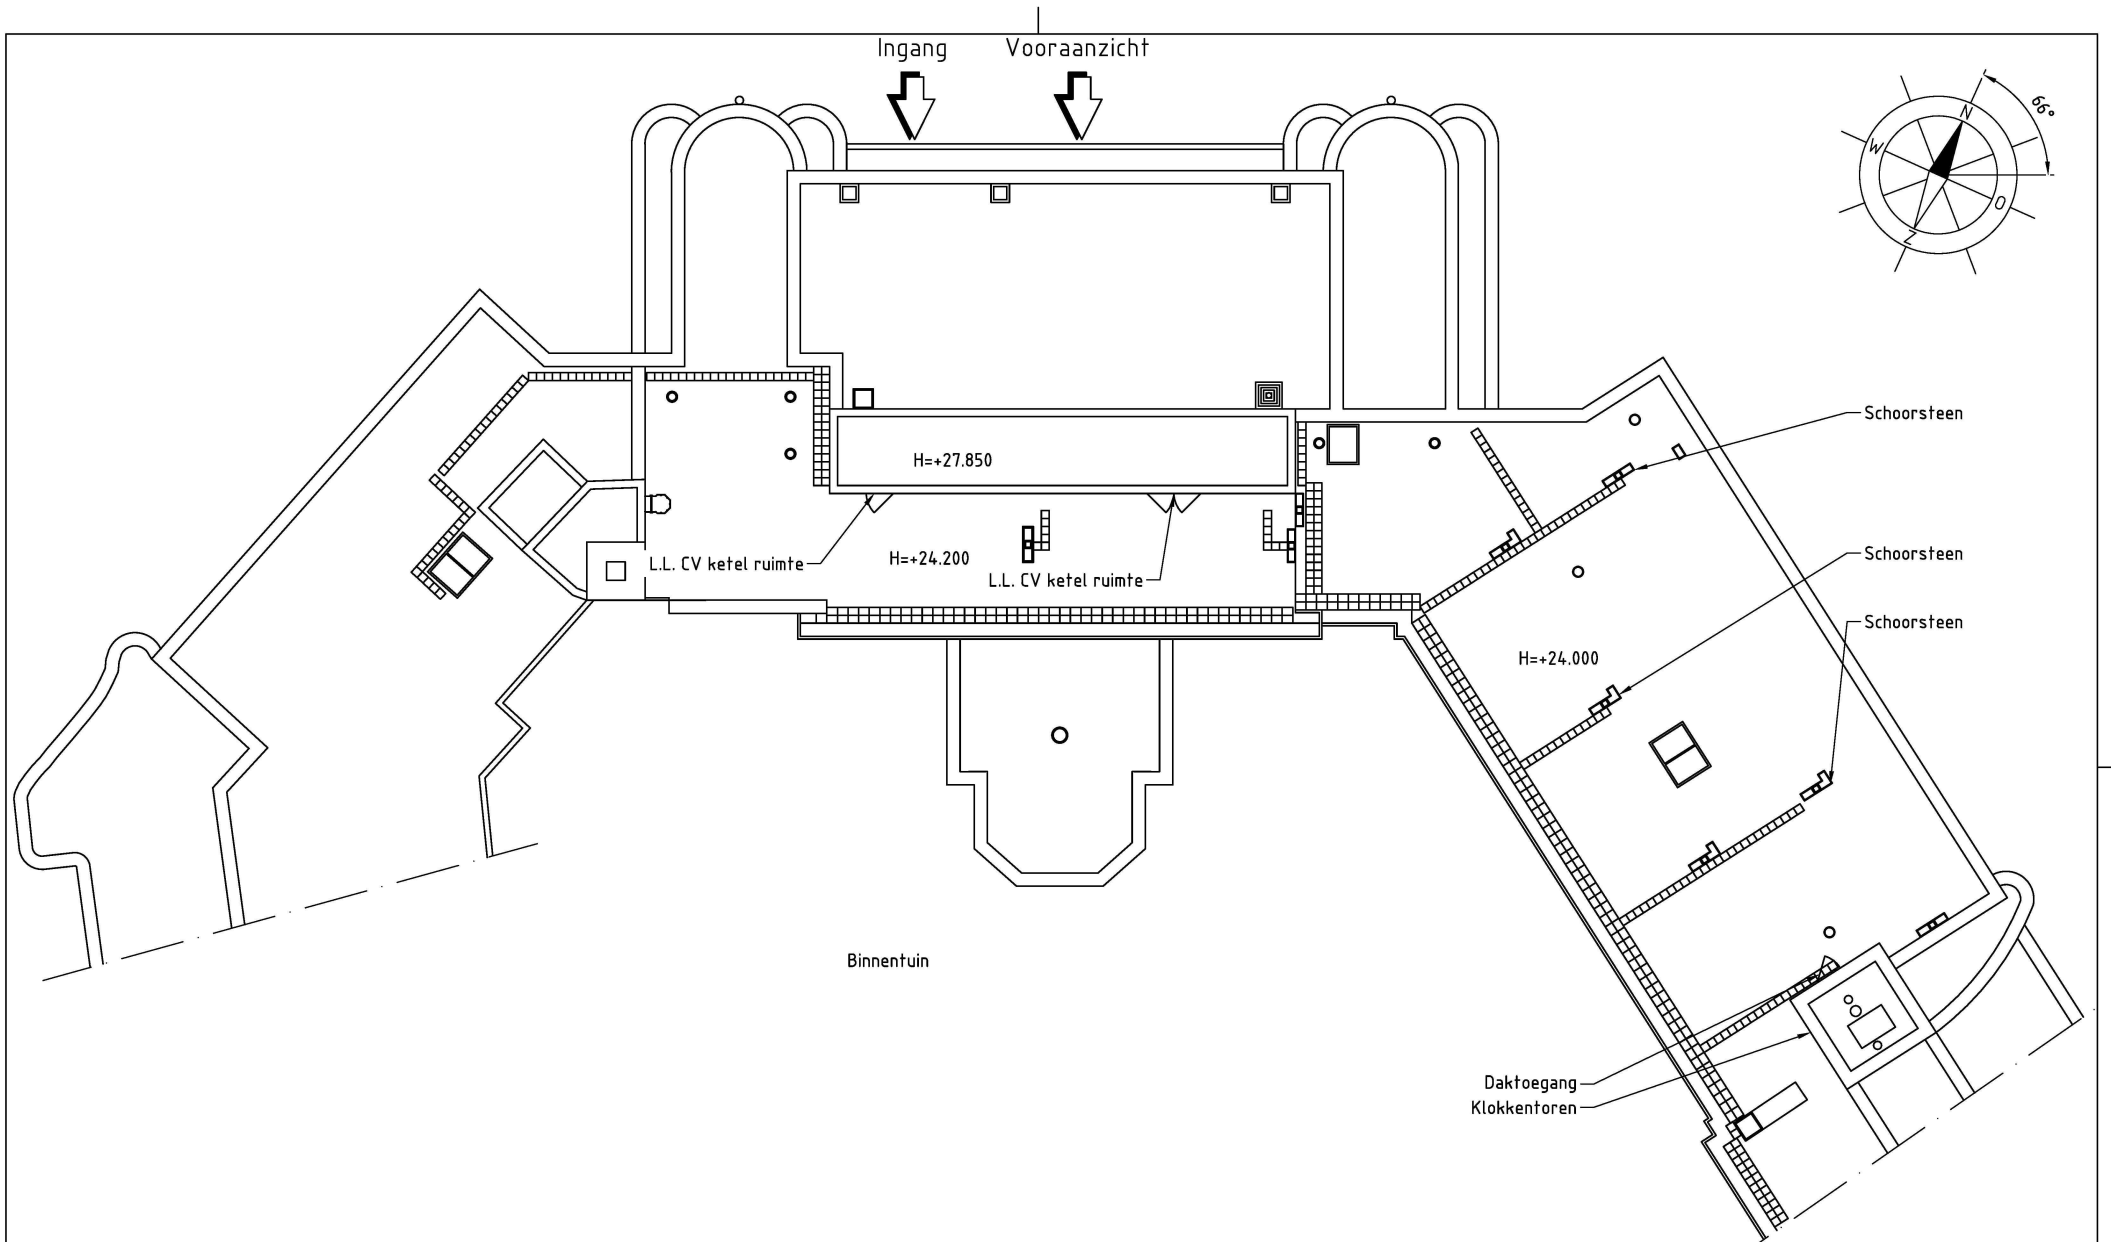 Ingang
Vooraanzicht
66°
N
W
O
Z
Schoorsteen
H=+27.850
Schoorsteen
L.L. CV ketel ruimte
H=+24.200
L.L. CV ketel ruimte
Schoorsteen
H=+24.000
Binnentuin
Daktoegang
Klokkentoren